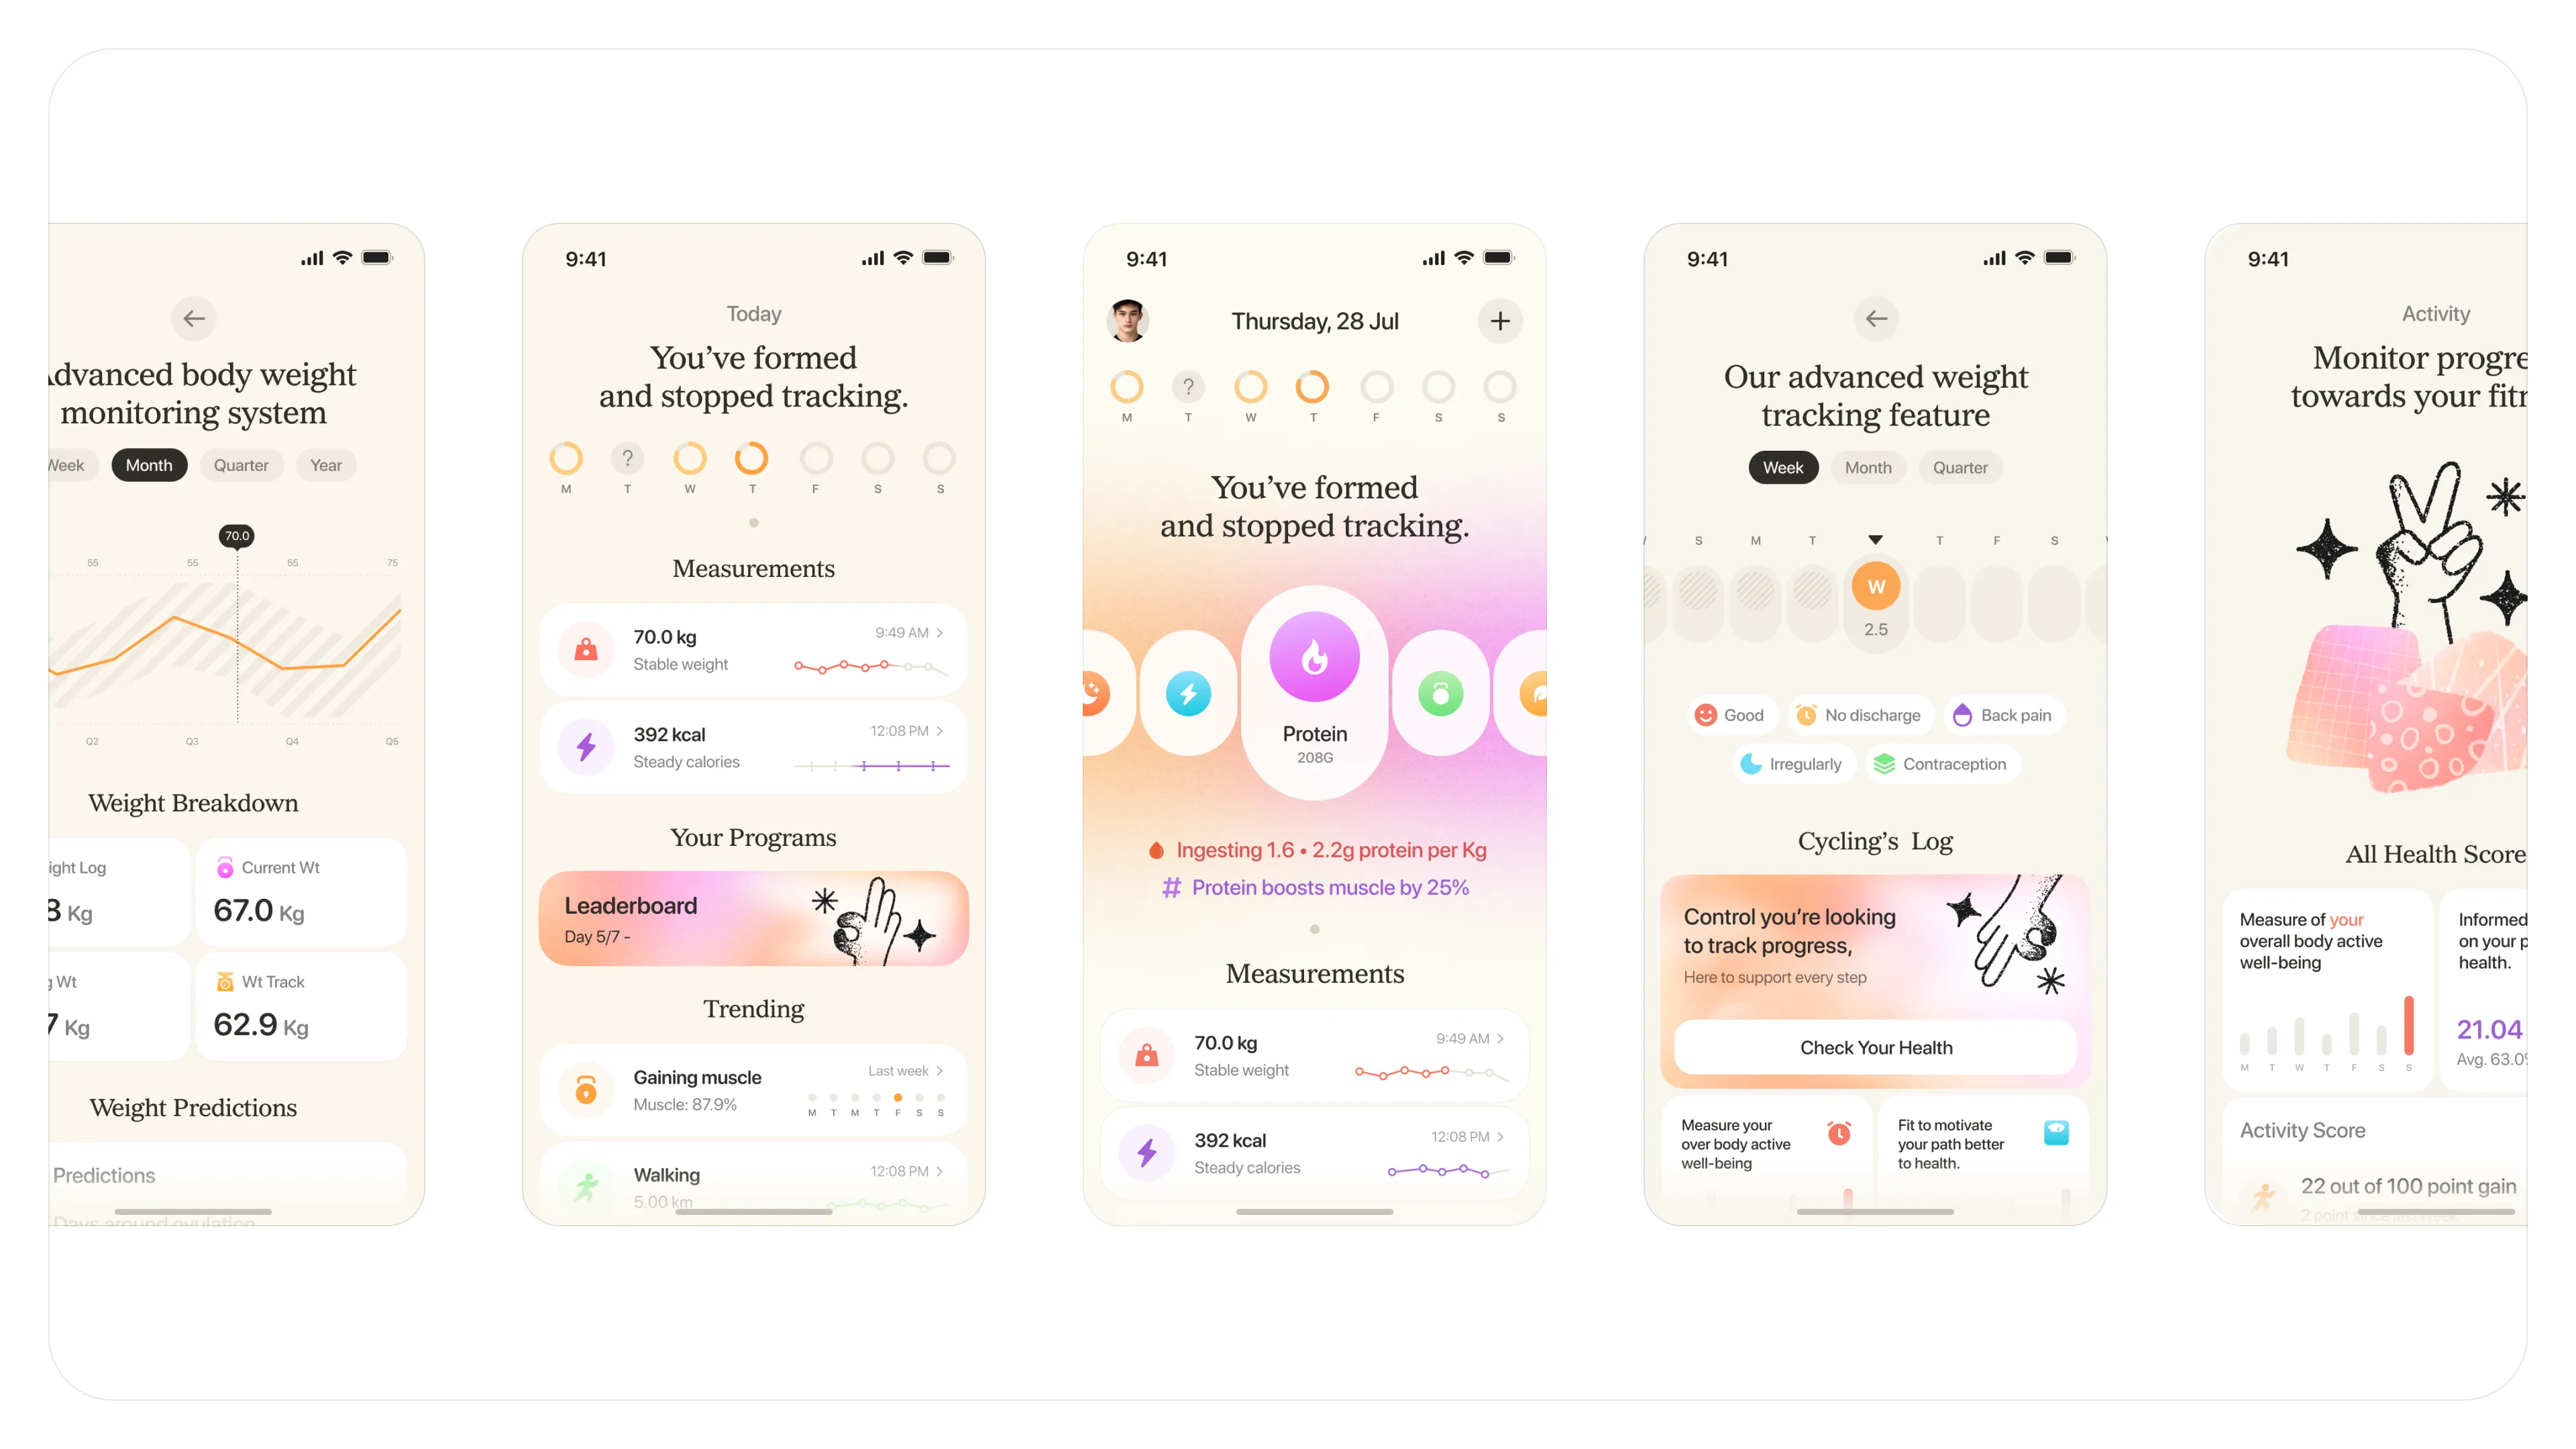 Advanced body weight
monitoring system
Week
Month
Quarter
Year
70.0
55
55
55
75
Q2
Q3
Q4
Q5
Weight Breakdown
Current Wt
Kg
67.0 Kg
Wt
Wt Track
Kg
62.9 Kg
Weight Predictions
Predictions
Days around ovulation
9:41
Today
You’ve formed
and stopped tracking.
?
M T W T F S S
Measurements
70.0 kg
9:49 AM
Stable weight
392 kcal
12:08 PM
Steady calories
Your Programs
Leaderboard
Day 5/7 -
Trending
Gaining muscle
Last week
Muscle: 87.9%
M T M T F S S
Walking
12:08 PM
5.00 km
9:41
Thursday, 28 Jul
?
M T W T F S S
You’ve formed
and stopped tracking.
Protein
208G
Ingesting 1.6 • 2.2g protein per Kg
# Protein boosts muscle by 25%
Measurements
70.0 kg
9:49 AM
Stable weight
392 kcal
12:08 PM
Steady calories
9:41
Our advanced weight
tracking feature
Week
Month
Quarter
S M T T F S
W
2.5
Good
No discharge
Back pain
Irregularly
Contraception
Cycling’s Log
Control you’re looking
to track progress,
Here to support every step
Check Your Health
Measure your
over body active
well-being
Fit to motivate
your path better
to health.
9:41
Activity
Monitor
towards your
All Health Score
Measure of your
overall body active
well-being
M T W T F S S
Informed
on your
health.
21.04
Avg. 63.0
Activity Score
22 out of 100 point gain
2 point since last week